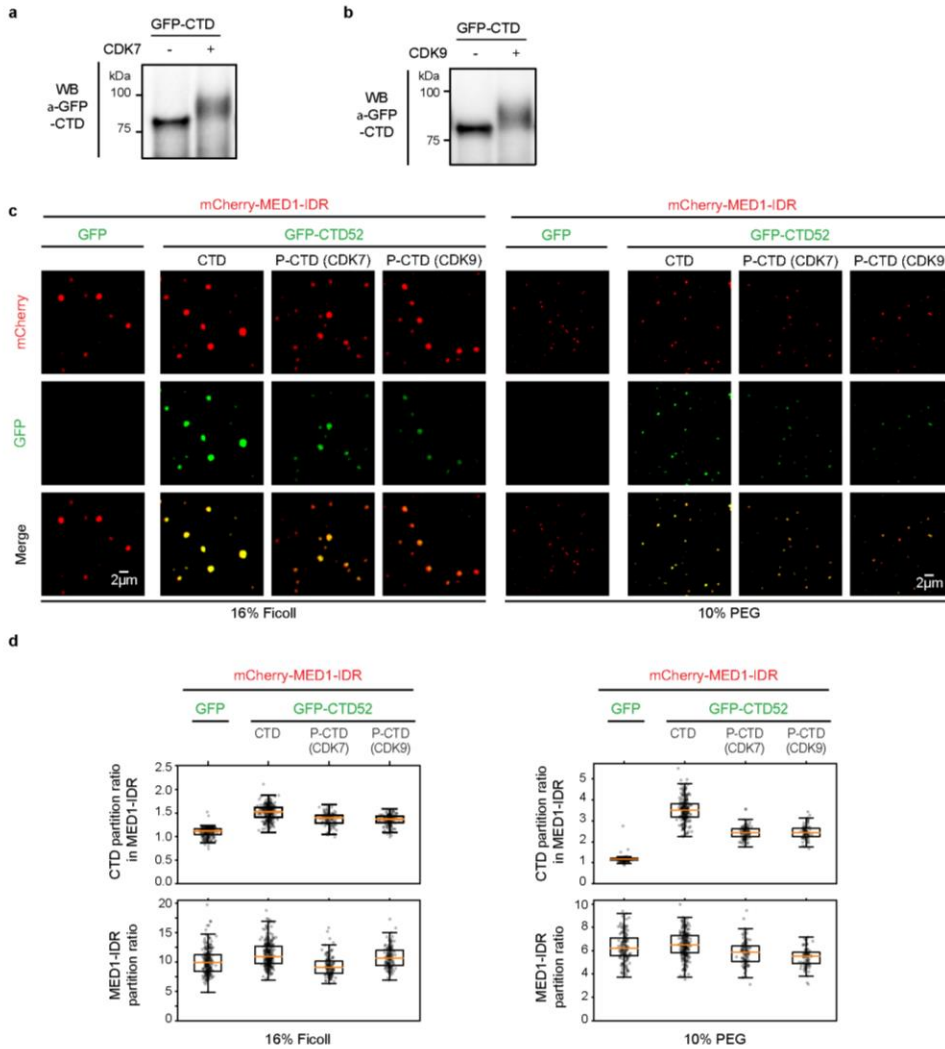 a
GFP-CTD
CDK7 - +
kDa
WB
a-GFP
-CTD
100
75
b
GFP-CTD
CDK9 - +
kDa
WB
a-GFP
-CTD
100
75
c
mCherry-MED1-IDR
mCherry-MED1-IDR
GFP
GFP-CTD52
GFP
GFP-CTD52
CTD
P-CTD (CDK7)
P-CTD (CDK9)
CTD
P-CTD (CDK7)
P-CTD (CDK9)
mCherry
GFP
Merge
2µm
2µm
16% Ficoll
10% PEG
d
mCherry-MED1-IDR
GFP
GFP-CTD52
CTD
P-CTD
(CDK7)
P-CTD
(CDK9)
CTD partition ratio
in MED1-IDR
2.5
2.0
1.5
1.0
0.5
0.0
MED1-IDR
partition ratio
20
15
10
5
0
16% Ficoll
mCherry-MED1-IDR
GFP
GFP-CTD52
CTD
P-CTD
(CDK7)
P-CTD
(CDK9)
CTD partition ratio
in MED1-IDR
5
4
3
2
1
0
MED1-IDR
partition ratio
10
8
6
4
2
0
10% PEG